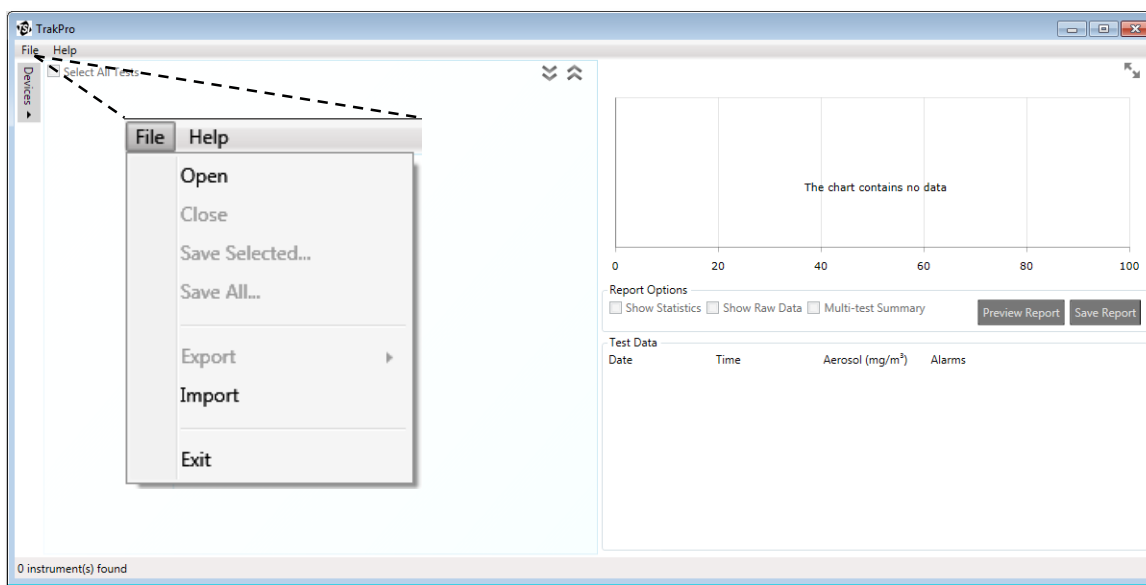 TSI TrakPro
File Help
Devices
Select All Tests
File Help
Open
Close
Save Selected...
Save All...
Export
Import
Exit
The chart contains no data
0 20 40 60 80 100
Report Options
Show Statistics Show Raw Data Multi-test Summary Preview Report Save Report
Test Data
Date Time Aerosol (mg/m³) Alarms
0 instrument(s) found